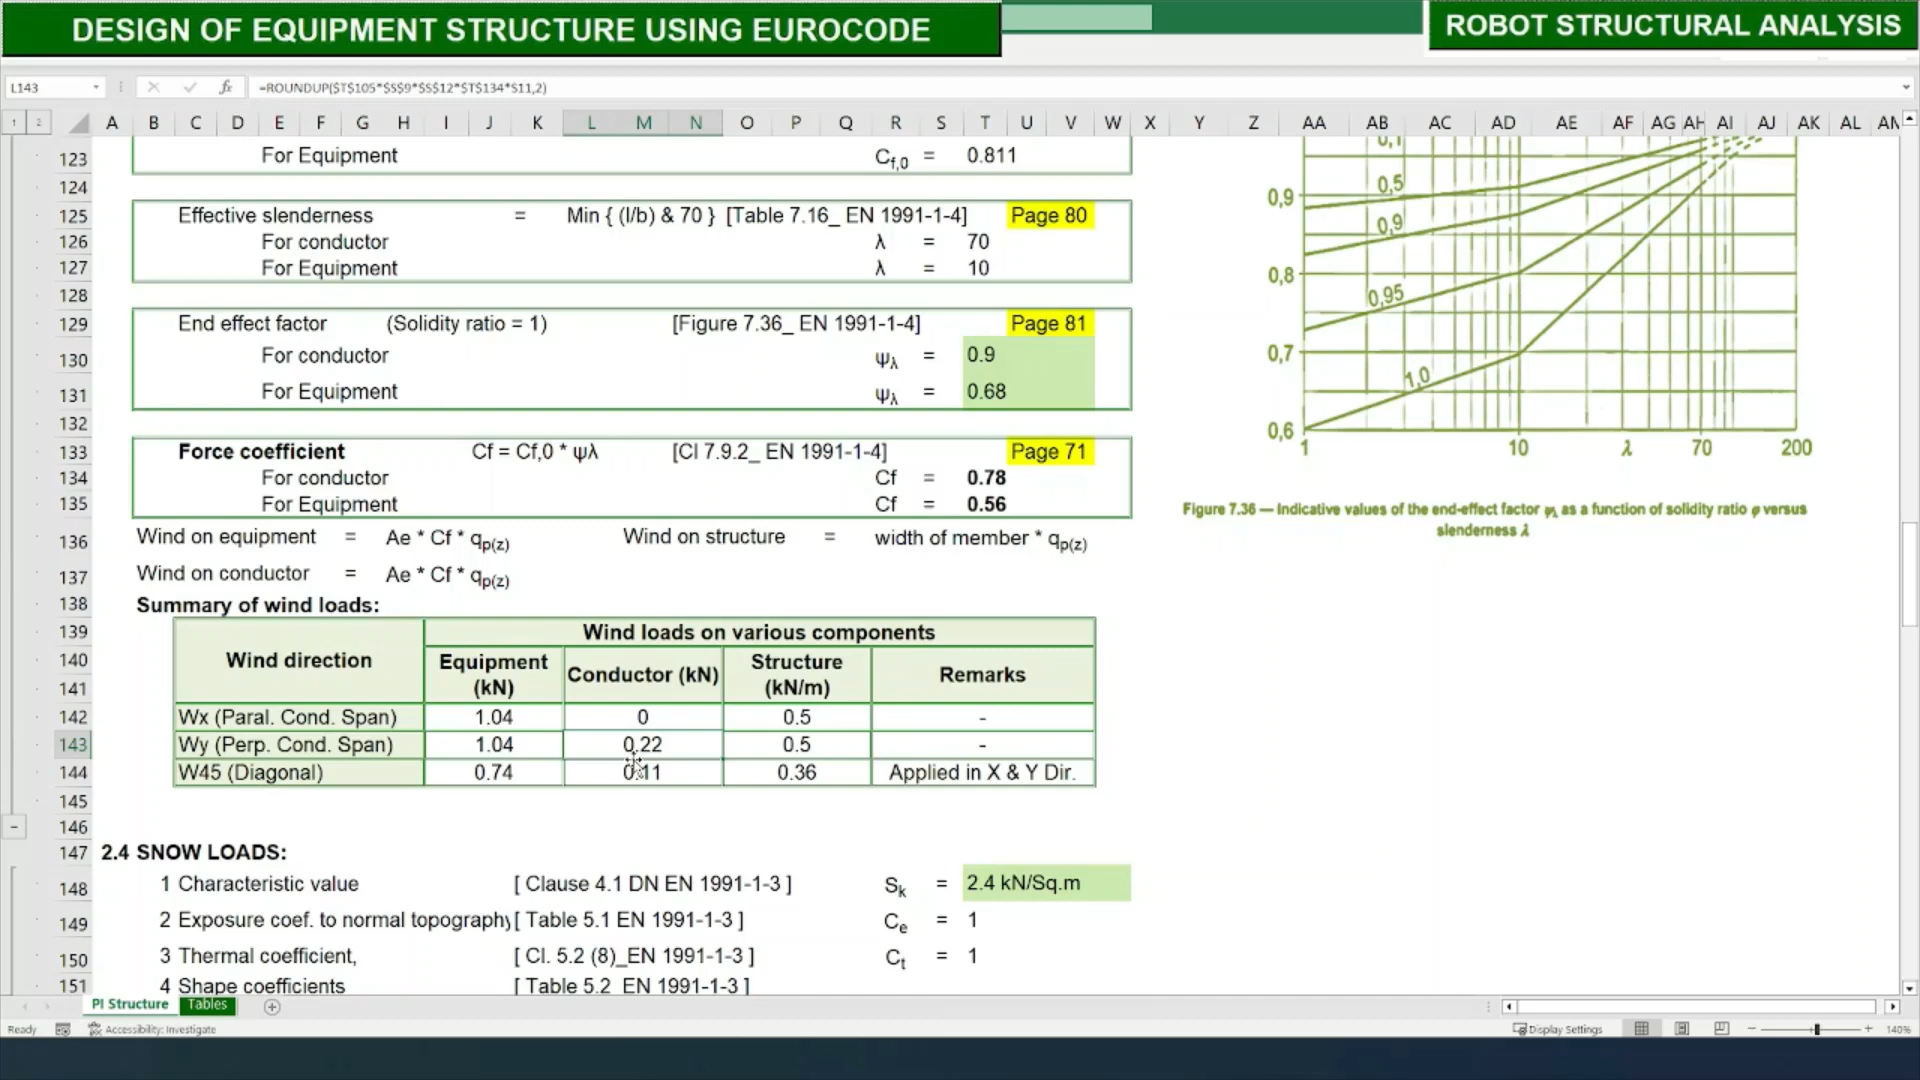 DESIGN OF EQUIPMENT STRUCTURE USING EUROCODE
ROBOT STRUCTURAL ANALYSIS
L143 fx =ROUNDUP($T$105*$S$9*$S$12*$T$134*S11,2)
1 2 A B C D E F G H I J K L M N O P Q R S T U V W X Y Z AA AB AC AD AE AF AG AH AI AJ AK AL AN
123 For Equipment Cf,0 = 0.811
124
125 Effective slenderness = Min { (l/b) & 70 } [Table 7.16_ EN 1991-1-4] Page 80
126 For conductor λ = 70
127 For Equipment λ = 10
128
129 End effect factor (Solidity ratio = 1) [Figure 7.36_ EN 1991-1-4] Page 81
130 For conductor ψλ = 0.9
131 For Equipment ψλ = 0.68
132
133 Force coefficient Cf = Cf,0 * ψλ [Cl 7.9.2_ EN 1991-1-4] Page 71
134 For conductor Cf = 0.78
135 For Equipment Cf = 0.56
136 Wind on equipment = Ae * Cf * qp(z) Wind on structure = width of member * qp(z)
137 Wind on conductor = Ae * Cf * qp(z)
138 Summary of wind loads:
139 Wind loads on various components
140 Wind direction Equipment Conductor (kN) Structure Remarks
141 (kN) (kN/m)
142 Wx (Paral. Cond. Span) 1.04 0 0.5 -
143 Wy (Perp. Cond. Span) 1.04 0.22 0.5 -
144 W45 (Diagonal) 0.74 0.11 0.36 Applied in X & Y Dir.
145
146
147 2.4 SNOW LOADS:
148 1 Characteristic value [ Clause 4.1 DN EN 1991-1-3 ] Sk = 2.4 kN/Sq.m
149 2 Exposure coef. to normal topography [ Table 5.1 EN 1991-1-3 ] Ce = 1
150 3 Thermal coefficient, [ Cl. 5.2 (8)_EN 1991-1-3 ] Ct = 1
151 4 Shape coefficients [ Table 5.2 EN 1991-1-3 ]
0,1
0,5
0,9
0,9
0,8
0,95
0,7
1,0
0,6
1 10 λ 70 200
Figure 7.36 — Indicative values of the end-effect factor ψλ as a function of solidity ratio φ versus
slenderness λ
PI Structure Tables
Ready Accessibility: Investigate Display Settings 140%